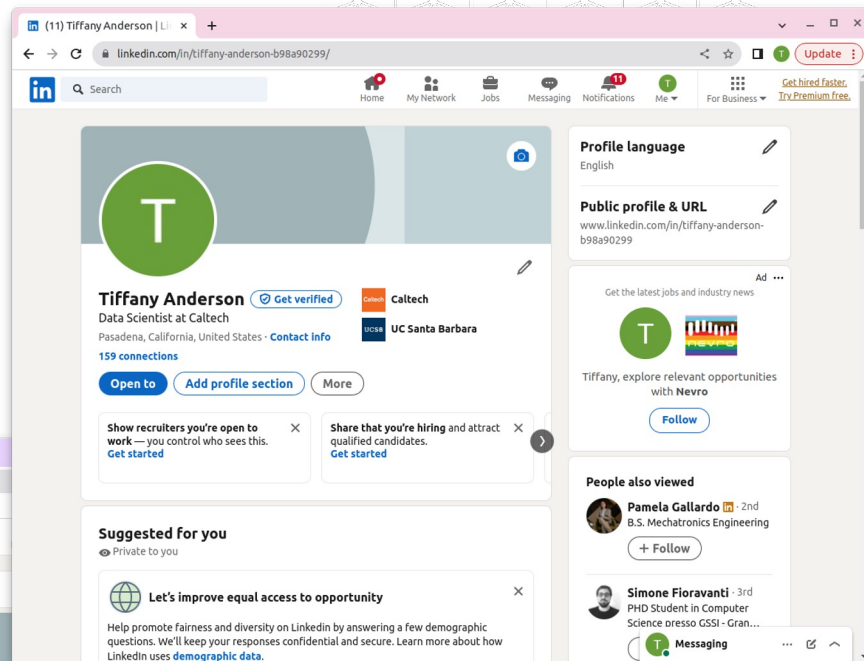 (11) Tiffany Anderson | Li
linkedin.com/in/tiffany-anderson-b98a90299/
T
Update
in
Search
Home
My Network
Jobs
Messaging
11
Notifications
T
Me
For Business
Get hired faster.
Try Premium free.
T
Tiffany Anderson
Get verified
Data Scientist at Caltech
Pasadena, California, United States · Contact info
159 connections
Caltech
Caltech
UCSB
UC Santa Barbara
Open to
Add profile section
More
Show recruiters you're open to
work — you control who sees this.
Get started
Share that you're hiring and attract
qualified candidates.
Get started
Suggested for you
Private to you
Let's improve equal access to opportunity
Help promote fairness and diversity on Linkedin by answering a few demographic
questions. We'll keep your responses confidential and secure. Learn more about how
LinkedIn uses demographic data.
Profile language
English
Public profile & URL
www.linkedin.com/in/tiffany-anderson-
b98a90299
Ad
Get the latest jobs and industry news
T
nevro
Tiffany, explore relevant opportunities
with Nevro
Follow
People also viewed
Pamela Gallardo in · 2nd
B.S. Mechatronics Engineering
+ Follow
Simone Fioravanti · 3rd
PHD Student in Computer
Science presso GSSI - Gran...
T
Messaging